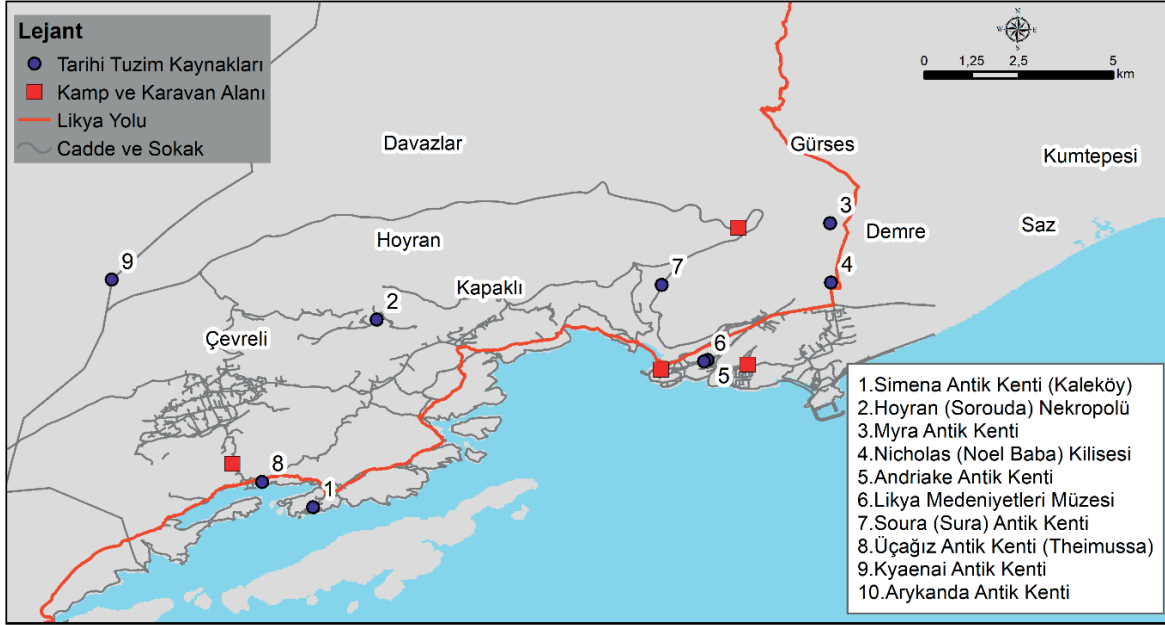 Lejant
Tarihi Tuzim Kaynakları
Kamp ve Karavan Alanı
Likya Yolu
Cadde ve Sokak
N
W
E
S
0 1,25 2,5 5
km
Davazlar
Gürses
Kumtepesi
3
Demre
Saz
Hoyran
9
7
4
Kapaklı
2
Çevreli
6
5
8
1
1.Simena Antik Kenti (Kaleköy)
2.Hoyran (Sorouda) Nekropolü
3.Myra Antik Kenti
4.Nicholas (Noel Baba) Kilisesi
5.Andriake Antik Kenti
6.Likya Medeniyetleri Müzesi
7.Soura (Sura) Antik Kenti
8.Üçağız Antik Kenti (Theimussa)
9.Kyaenai Antik Kenti
10.Arykanda Antik Kenti